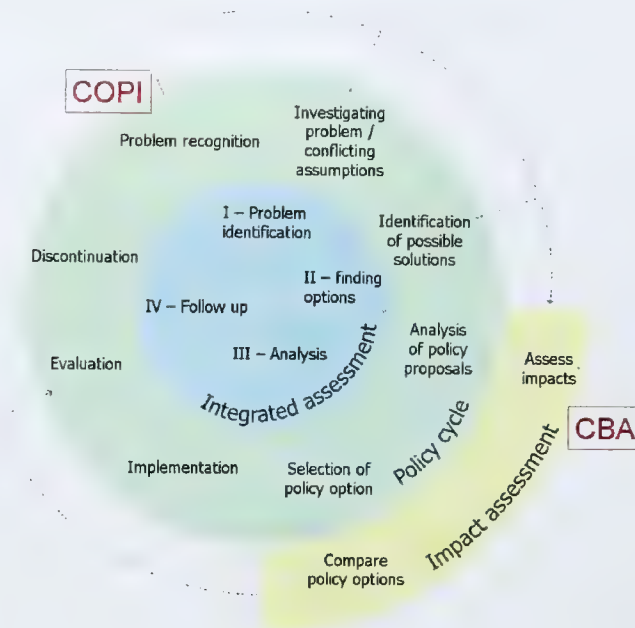 COPI
Problem recognition
Investigating
problem /
conflicting
assumptions
I – Problem
identification
Identification
of possible
solutions
Discontinuation
II – finding
options
IV – Follow up
III – Analysis
Analysis
of policy
proposals
Assess
impacts
Evaluation
Integrated assessment
Policy cycle
CBA
Impact assessment
Implementation
Selection of
policy option
Compare
policy options